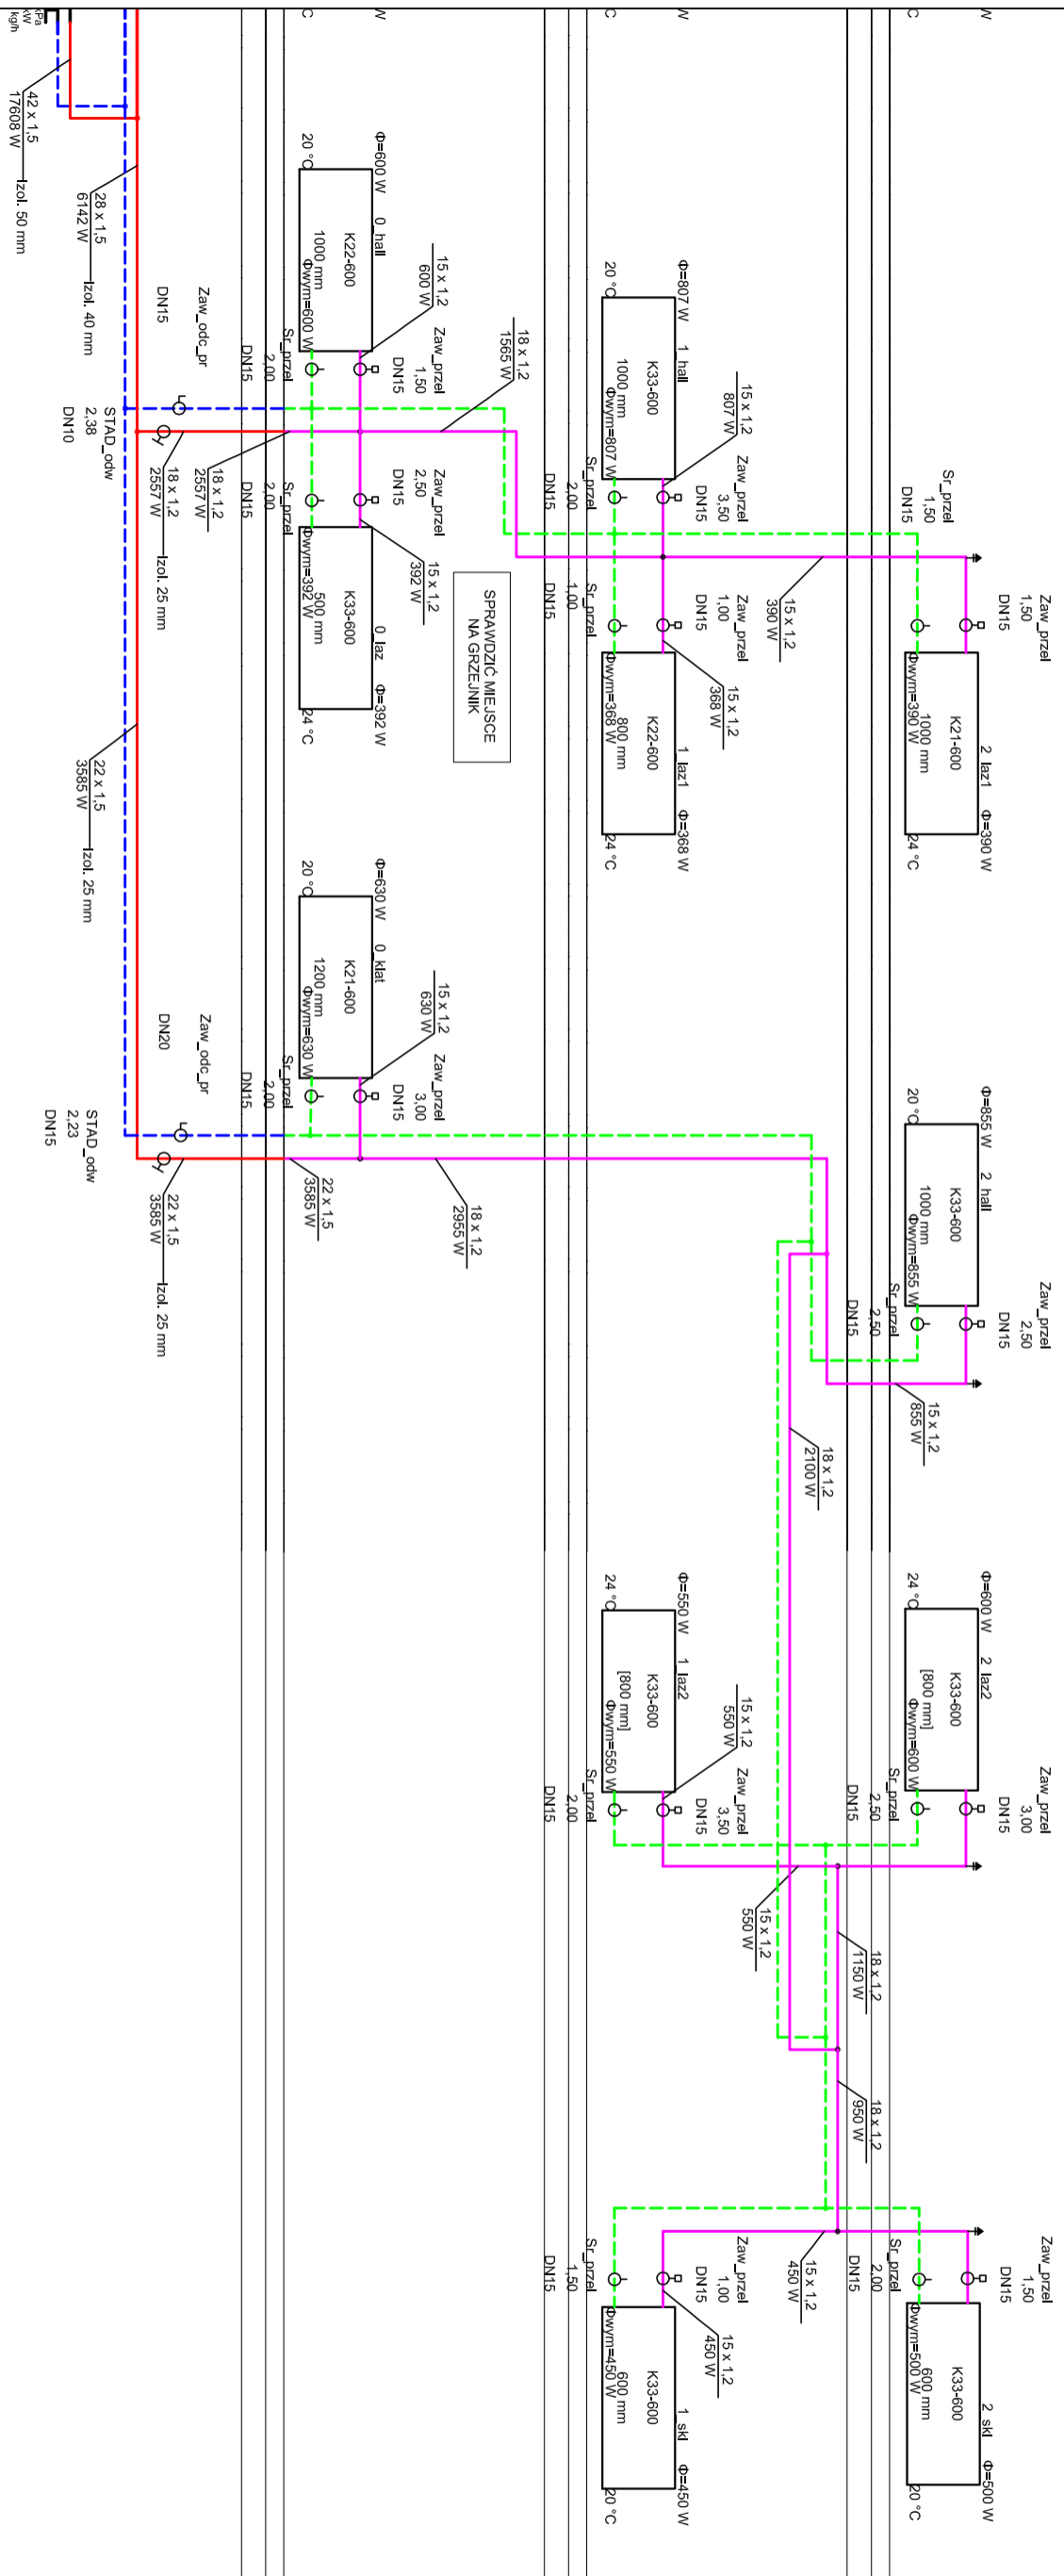 Zaw_przel
1,50
DN15
Sr_przel
1,50
DN15
2_laz1 Φ=390 W
K21-600
1000 mm
Φwym=390 W
24 °C
Zaw_przel
2,50
DN15
Φ=855 W 2_hall
K33-600
1000 mm
Φwym=855 W
20 °C
Sr_przel
2,50
DN15
15 x 1,2
855 W
Zaw_przel
3,00
DN15
Φ=600 W 2_laz2
K33-600
[800 mm]
Φwym=600 W
24 °C
Sr_przel
2,50
DN15
Zaw_przel
1,50
DN15
2_skl Φ=500 W
K33-600
600 mm
Φwym=500 W
20 °C
Sr_przel
2,00
DN15
W
C
18 x 1,2
1150 W
18 x 1,2
950 W
18 x 1,2
2100 W
15 x 1,2
550 W
15 x 1,2
450 W
15 x 1,2
390 W
Φ=807 W 1_hall
K33-600
1000 mm
Φwym=807 W
20 °C
15 x 1,2
807 W
Zaw_przel
3,50
DN15
Sr_przel
2,00
DN15
Zaw_przel
1,00
DN15
Sr_przel
1,00
DN15
15 x 1,2
368 W
1_laz1 Φ=368 W
K22-600
800 mm
Φwym=368 W
24 °C
Φ=550 W 1_laz2
K33-600
[800 mm]
Φwym=550 W
24 °C
15 x 1,2
550 W
Zaw_przel
3,50
DN15
Sr_przel
2,00
DN15
Zaw_przel
1,00
DN15
Sr_przel
1,50
DN15
15 x 1,2
450 W
1_skl Φ=450 W
K33-600
600 mm
Φwym=450 W
20 °C
W
C
18 x 1,2
1565 W
SPRAWDZIĆ MIEJSCE
NA GRZEJNIK
15 x 1,2
600 W
Zaw_przel
1,50
DN15
Φ=600 W 0_hall
K22-600
1000 mm
Φwym=600 W
20 °C
Sr_przel
2,00
DN15
Zaw_przel
2,50
DN15
15 x 1,2
392 W
Sr_przel
2,00
DN15
0_laz Φ=392 W
K33-600
500 mm
Φwym=392 W
24 °C
Φ=630 W 0_klat
K21-600
1200 mm
Φwym=630 W
20 °C
15 x 1,2
630 W
Zaw_przel
3,00
DN15
Sr_przel
2,00
DN15
18 x 1,2
2955 W
22 x 1,5
3585 W
W
C
Zaw_odc_pr
DN15
18 x 1,2
2557 W
18 x 1,2
2557 W
Izol. 25 mm
STAD_odw
2,38
DN10
Zaw_odc_pr
DN20
22 x 1,5
3585 W
Izol. 25 mm
STAD_odw
2,23
DN15
28 x 1,5
6142 W
Izol. 40 mm
22 x 1,5
3585 W
Izol. 25 mm
42 x 1,5
17608 W
Izol. 50 mm
kW
kg/h